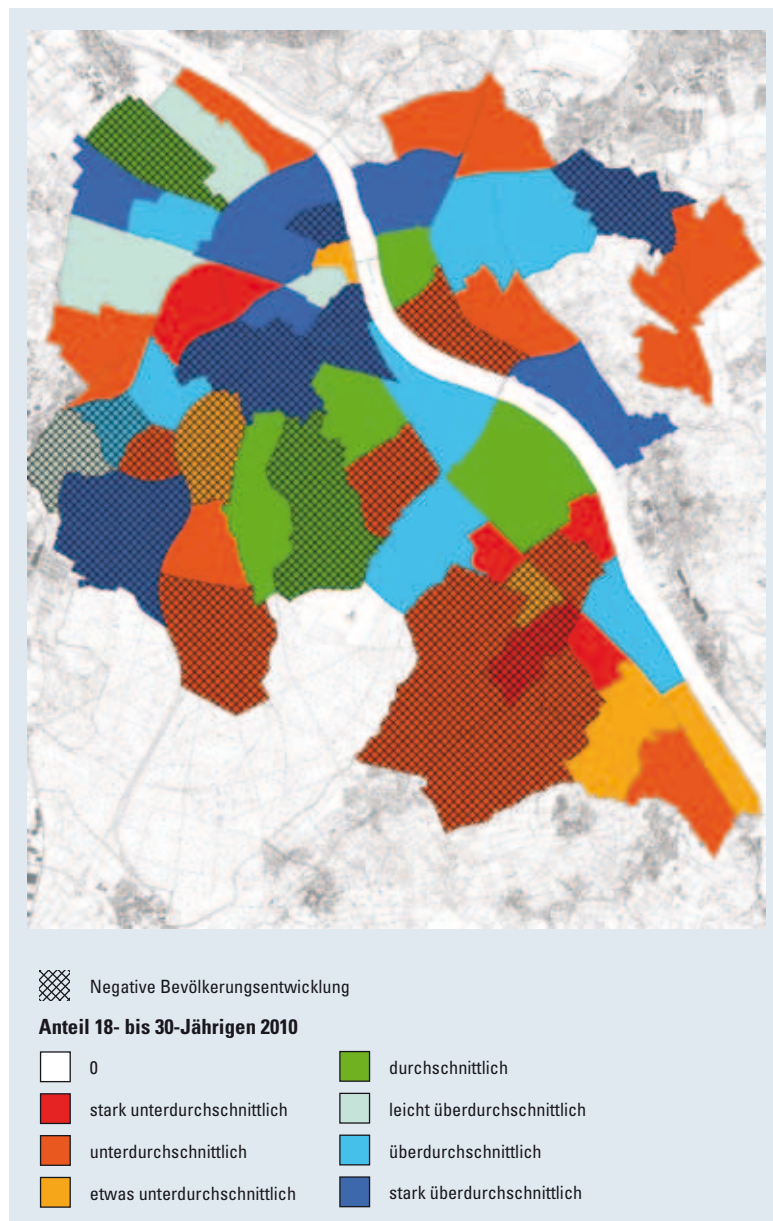 Negative Bevölkerungsentwicklung
Anteil 18- bis 30-Jährigen 2010
0
stark unterdurchschnittlich
unterdurchschnittlich
etwas unterdurchschnittlich
durchschnittlich
leicht überdurchschnittlich
überdurchschnittlich
stark überdurchschnittlich